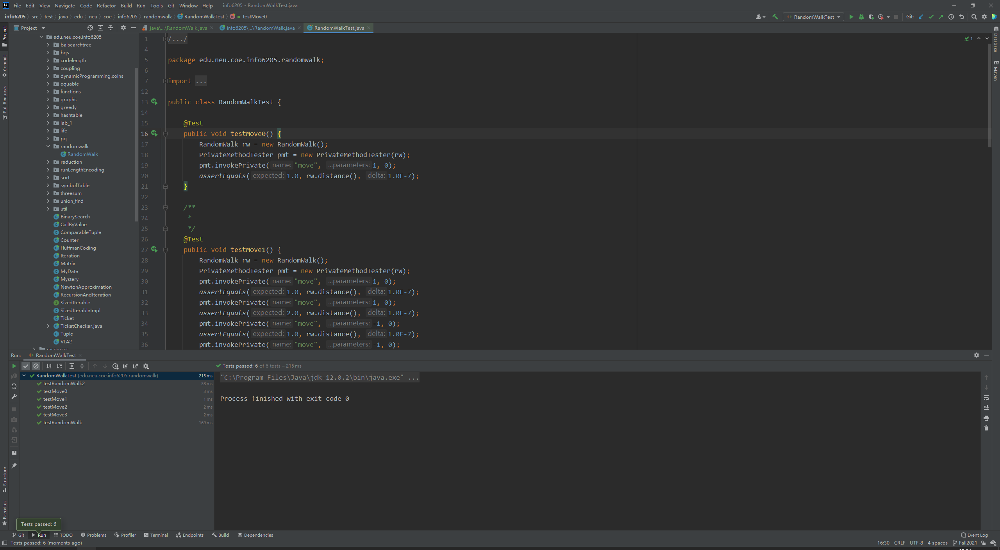 File Edit View Navigate Code Refactor Build Run Tools Git Window Help info6205 - RandomWalkTest.java
info6205 src test java edu neu coe info6205 randomwalk RandomWalkTest testMove0 RandomWalkTest Git:
Project java\...\RandomWalk.java info6205\...\RandomWalk.java RandomWalkTest.java
Project
Commit
Pull Requests
Structure
Favorites
Database
Maven
edu.neu.coe.info6205
balsearchtree
bqs
codelength
coupling
dynamicProgramming.coins
equable
functions
graphs
greedy
hashtable
lab_1
life
pq
randomwalk
RandomWalk
reduction
runLengthEncoding
sort
symbolTable
threesum
union_find
util
BinarySearch
CallByValue
ComparableTuple
Counter
HuffmanCoding
Iteration
Matrix
MyDate
Mystery
NewtonApproximation
RecursionAndIteration
SizedIterable
SizedIterableImpl
Ticket
TicketChecker.java
Tuple
VLA2
resources
1 /.../ 1
4
5 package edu.neu.coe.info6205.randomwalk;
6
7 import ...
12
13 public class RandomWalkTest {
14
15 @Test
16 public void testMove0() {
17 RandomWalk rw = new RandomWalk();
18 PrivateMethodTester pmt = new PrivateMethodTester(rw);
19 pmt.invokePrivate( name: "move", ...parameters: 1, 0);
20 assertEquals( expected: 1.0, rw.distance(), delta: 1.0E-7);
21 }
22
23 /**
24 *
25 */
26 @Test
27 public void testMove1() {
28 RandomWalk rw = new RandomWalk();
29 PrivateMethodTester pmt = new PrivateMethodTester(rw);
30 pmt.invokePrivate( name: "move", ...parameters: 1, 0);
31 assertEquals( expected: 1.0, rw.distance(), delta: 1.0E-7);
32 pmt.invokePrivate( name: "move", ...parameters: 1, 0);
33 assertEquals( expected: 2.0, rw.distance(), delta: 1.0E-7);
34 pmt.invokePrivate( name: "move", ...parameters: -1, 0);
35 assertEquals( expected: 1.0, rw.distance(), delta: 1.0E-7);
36 pmt.invokePrivate( name: "move", ...parameters: -1, 0);
Run: RandomWalkTest
Tests passed: 6 of 6 tests – 215 ms
RandomWalkTest (edu.neu.coe.info6205.randomwalk) 215 ms
testRandomWalk2 38 ms
testMove0 3 ms
testMove1 1 ms
testMove2 2 ms
testMove3 2 ms
testRandomWalk 169 ms
"C:\Program Files\Java\jdk-12.0.2\bin\java.exe" ...
Process finished with exit code 0
Tests passed: 6
Git Run TODO Problems Profiler Terminal Endpoints Build Dependencies Event Log
Tests passed: 6 (moments ago) 16:30 CRLF UTF-8 4 spaces Fall2021